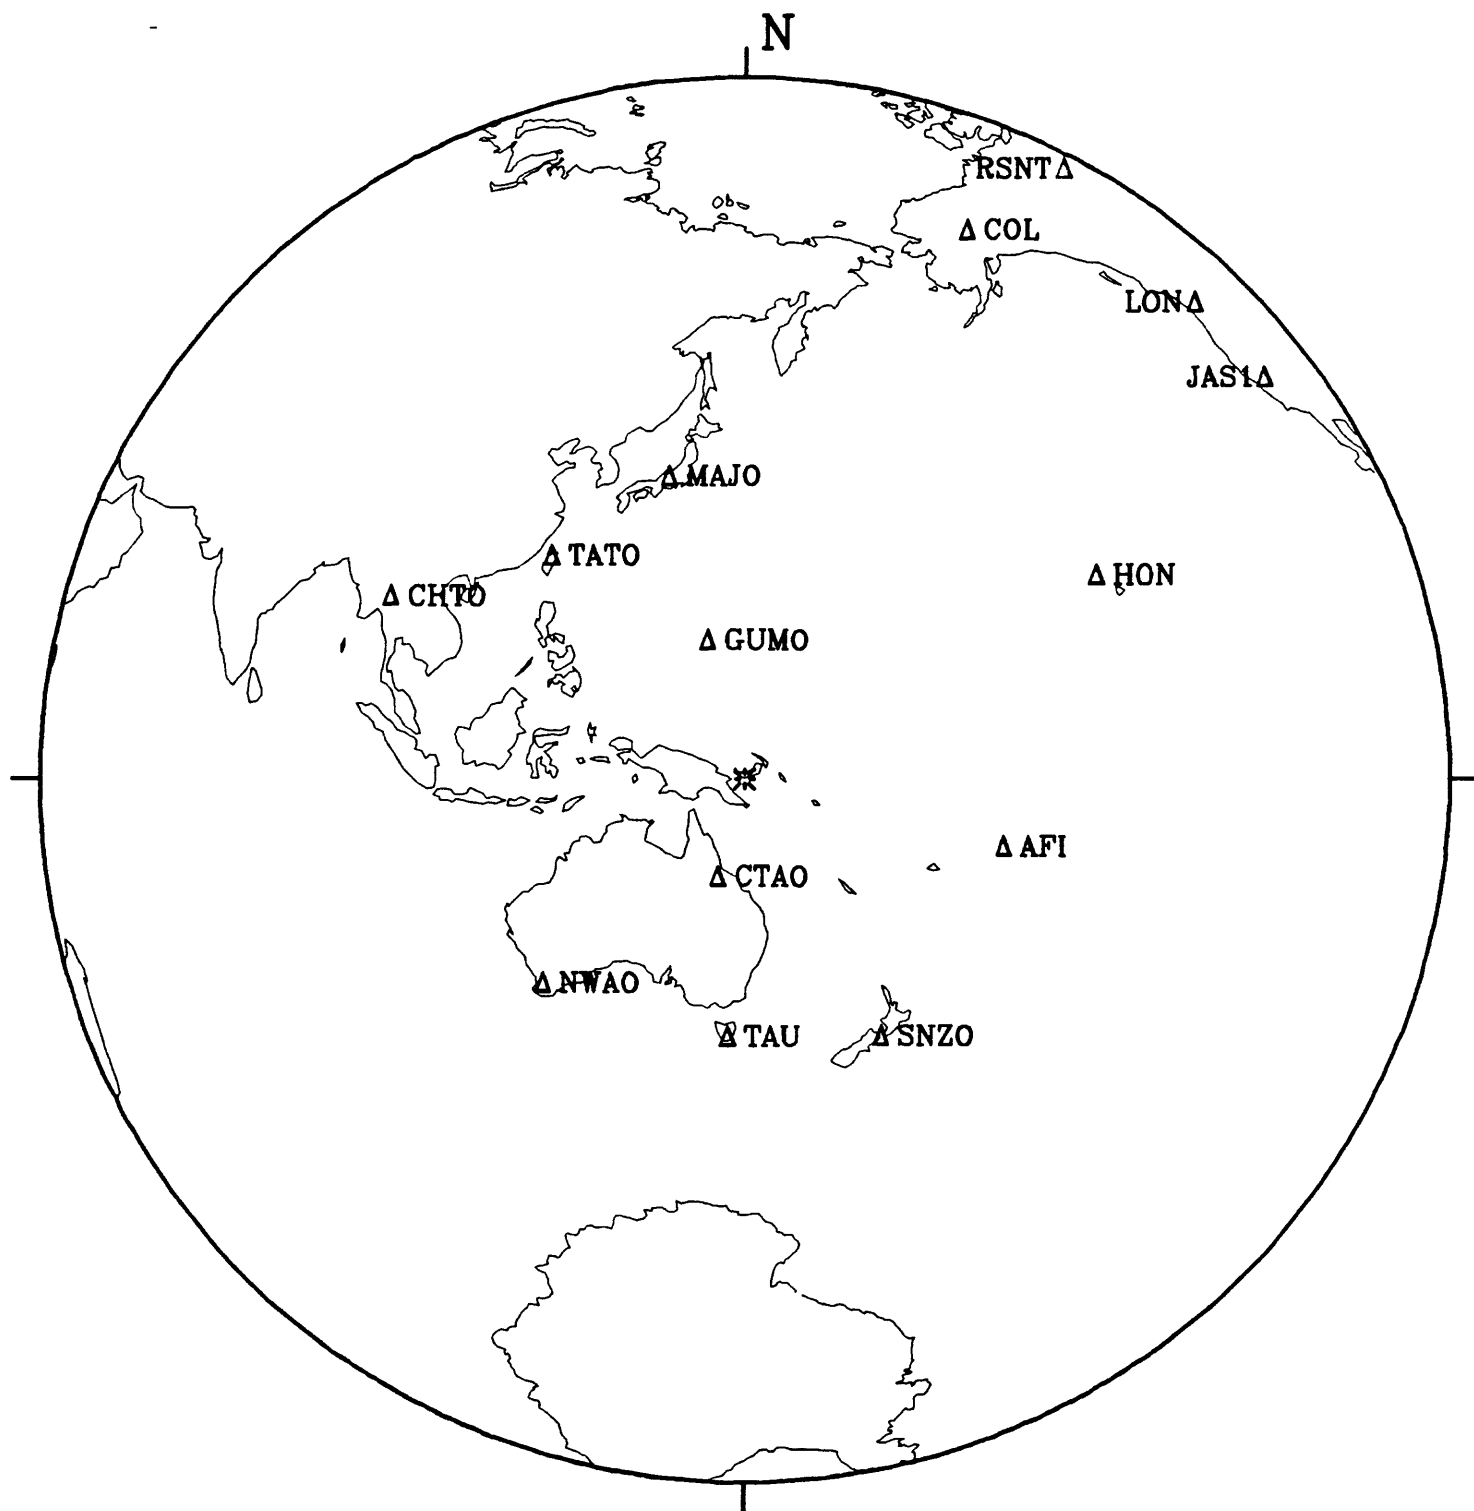 N
RSNT
COL
LON
JAS1
MAJO
TATO
HON
CHTO
GUMO
AFI
CTAO
NWAO
TAU
SNZO